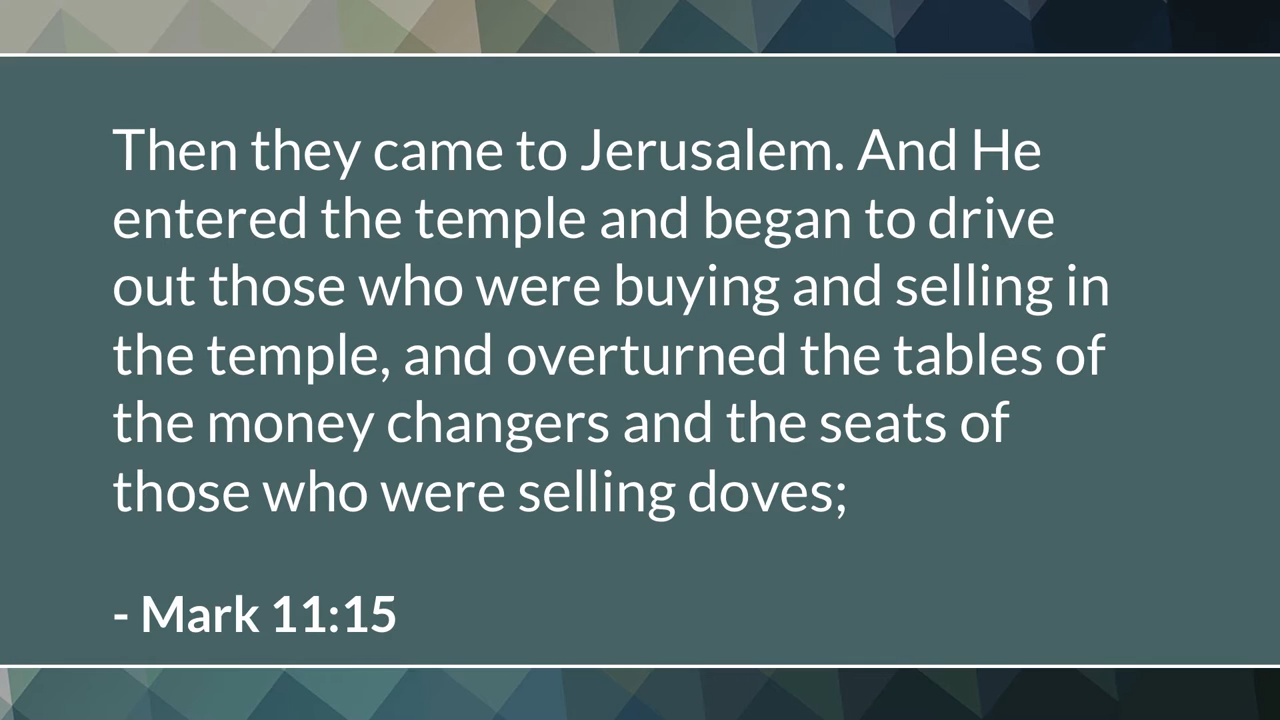 Then they came to Jerusalem. And He
entered the temple and began to drive
out those who were buying and selling in
the temple, and overturned the tables of
the money changers and the seats of
those who were selling doves;
- Mark 11:15